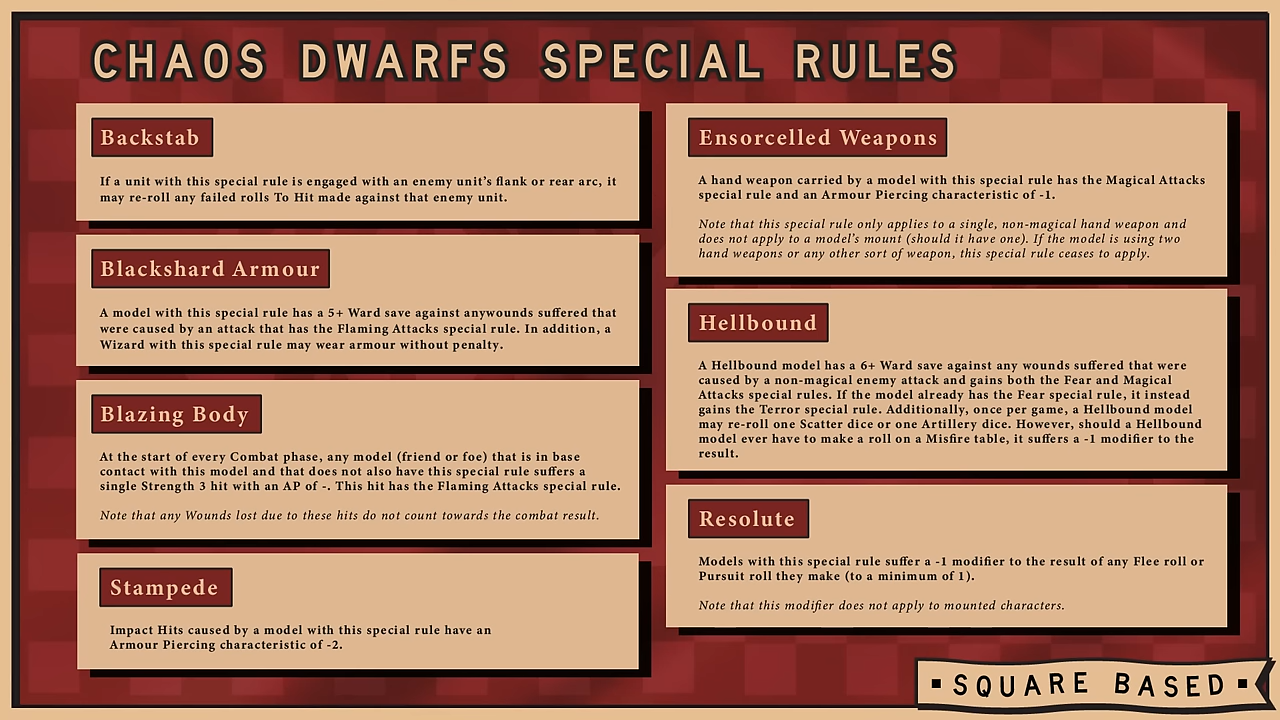 CHAOS DWARFS SPECIAL RULES
Backstab
If a unit with this special rule is engaged with an enemy unit's flank or rear arc, it
may re-roll any failed rolls To Hit made against that enemy unit.
Blackshard Armour
A model with this special rule has a 5+ Ward save against anywounds suffered that
were caused by an attack that has the Flaming Attacks special rule. In addition, a
Wizard with this special rule may wear armour without penalty.
Blazing Body
At the start of every Combat phase, any model (friend or foe) that is in base
contact with this model and that does not also have this special rule suffers a
single Strength 3 hit with an AP of -. This hit has the Flaming Attacks special rule.
Note that any Wounds lost due to these hits do not count towards the combat result.
Stampede
Impact Hits caused by a model with this special rule have an
Armour Piercing characteristic of -2.
Ensorcelled Weapons
A hand weapon carried by a model with this special rule has the Magical Attacks
special rule and an Armour Piercing characteristic of -1.
Note that this special rule only applies to a single, non-magical hand weapon and
does not apply to a model's mount (should it have one). If the model is using two
hand weapons or any other sort of weapon, this special rule ceases to apply.
Hellbound
A Hellbound model has a 6+ Ward save against any wounds suffered that were
caused by a non-magical enemy attack and gains both the Fear and Magical
Attacks special rules. If the model already has the Fear special rule, it instead
gains the Terror special rule. Additionally, once per game, a Hellbound model
may re-roll one Scatter dice or one Artillery dice. However, should a Hellbound
model ever have to make a roll on a Misfire table, it suffers a -1 modifier to the
result.
Resolute
Models with this special rule suffer a -1 modifier to the result of any Flee roll or
Pursuit roll they make (to a minimum of 1).
Note that this modifier does not apply to mounted characters.
▪ SQUARE BASED ▪